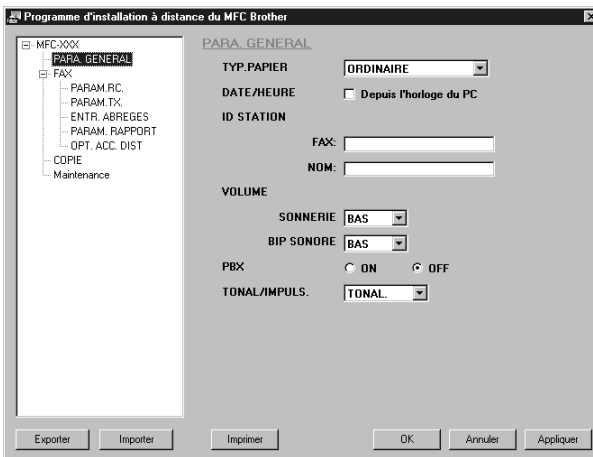 Programme d'installation à distance du MFC Brother
MFC-XXX
PARA. GENERAL
FAX
PARAM.RC.
PARAM.TX.
ENTR. ABREGES
PARAM. RAPPORT
OPT. ACC. DIST
COPIE
Maintenance
PARA. GENERAL
TYP.PAPIER ORDINAIRE
DATE/HEURE Depuis l'horloge du PC
ID STATION
FAX:
NOM:
VOLUME
SONNERIE BAS
BIP SONORE BAS
PBX ON OFF
TONAL/IMPULS. TONAL.
Exporter Importer Imprimer OK Annuler Appliquer